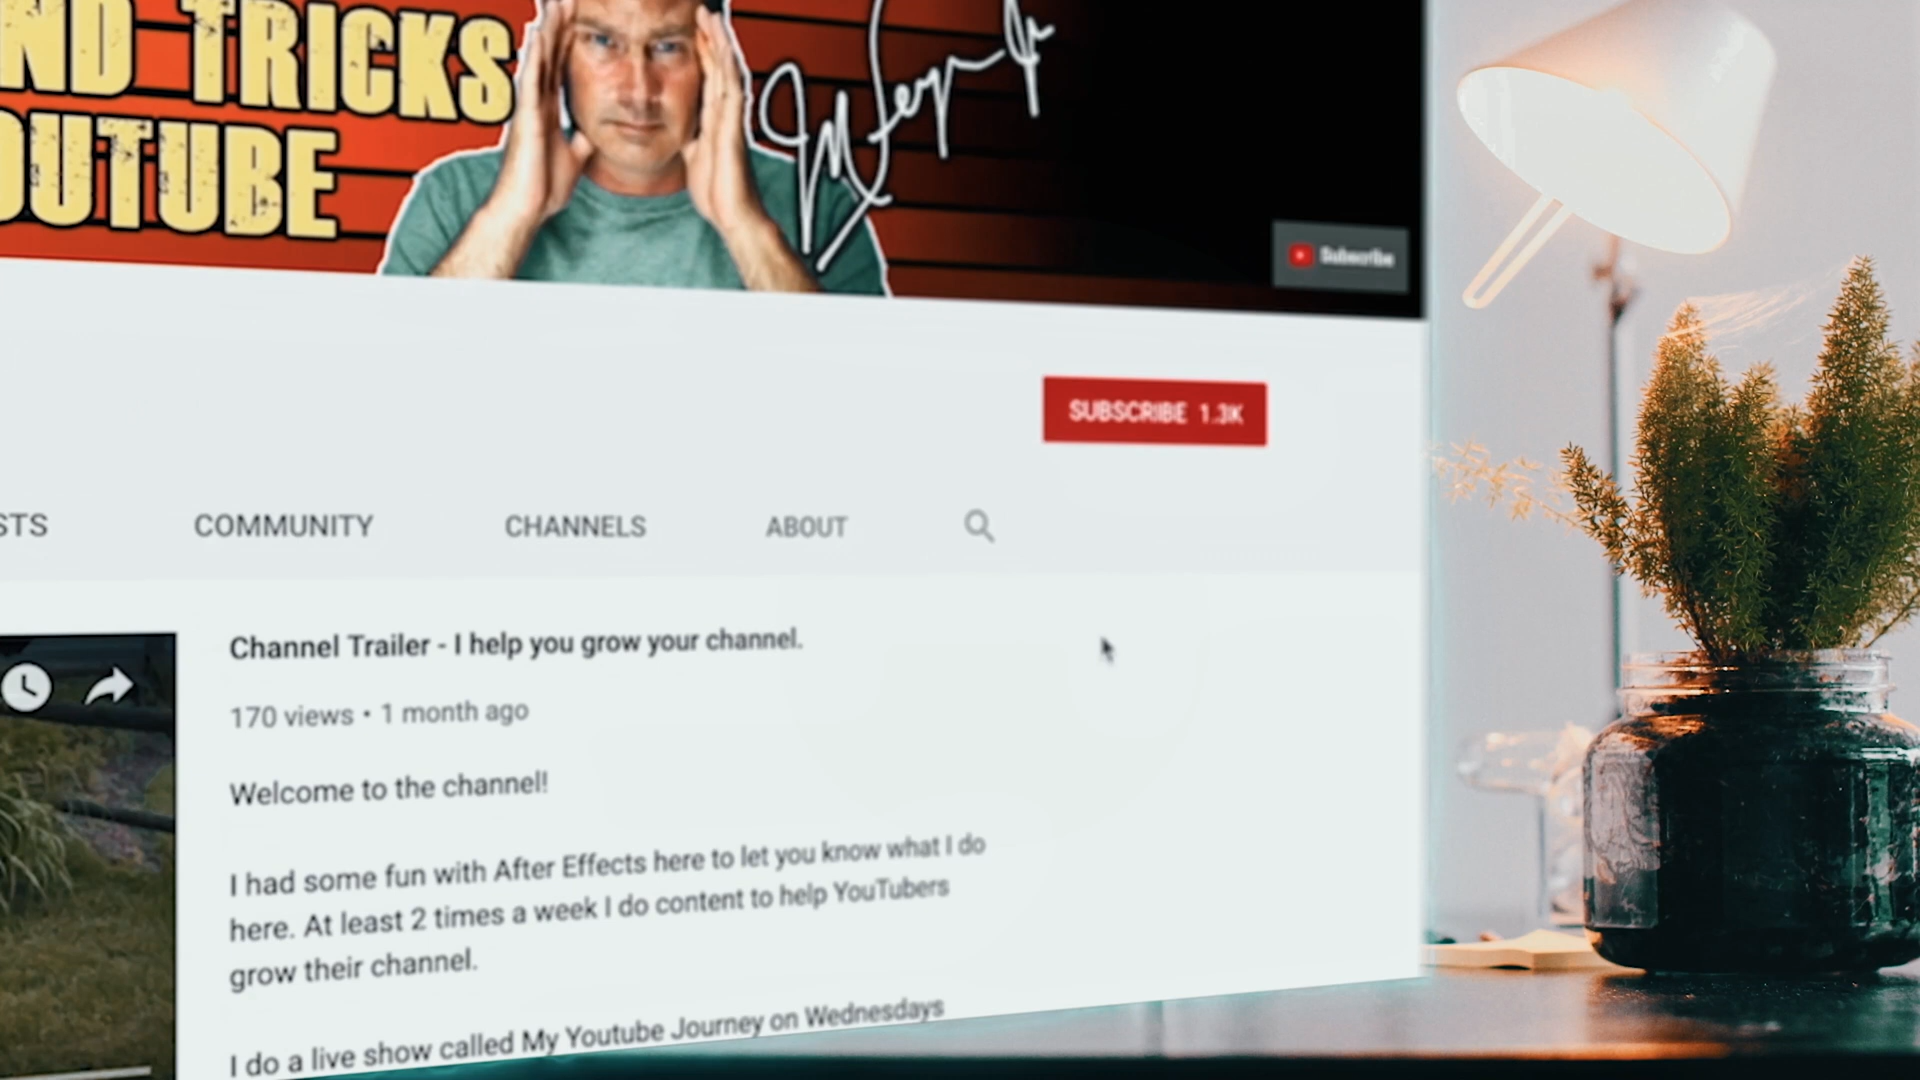 ND TRICKS
OUTUBE
Subscribe
SUBSCRIBE 1.3K
STS COMMUNITY CHANNELS ABOUT
Channel Trailer - I help you grow your channel.
170 views • 1 month ago
Welcome to the channel!
I had some fun with After Effects here to let you know what I do
here. At least 2 times a week I do content to help YouTubers
grow their channel.
I do a live show called My Youtube Journey on Wednesdays